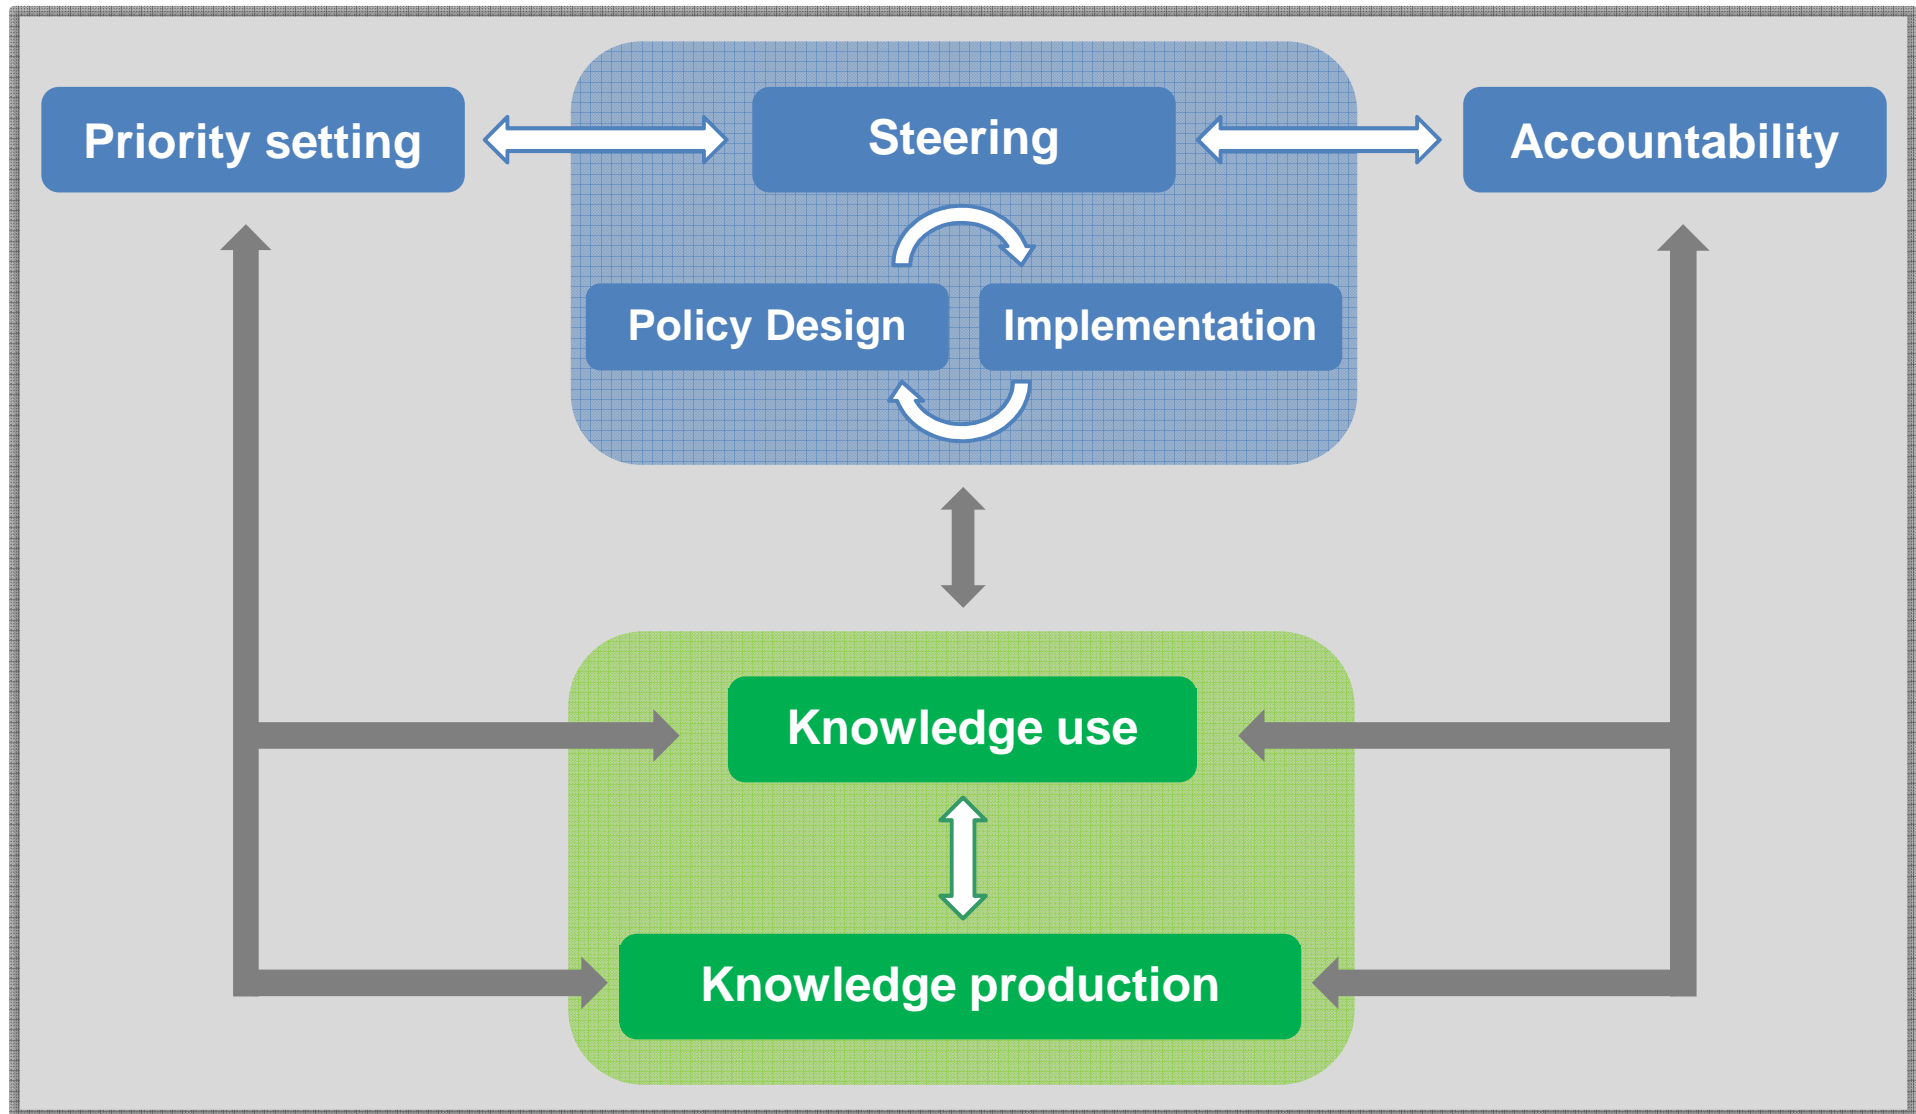 Priority setting
Steering
Accountability
Policy Design
Implementation
Knowledge use
Knowledge production